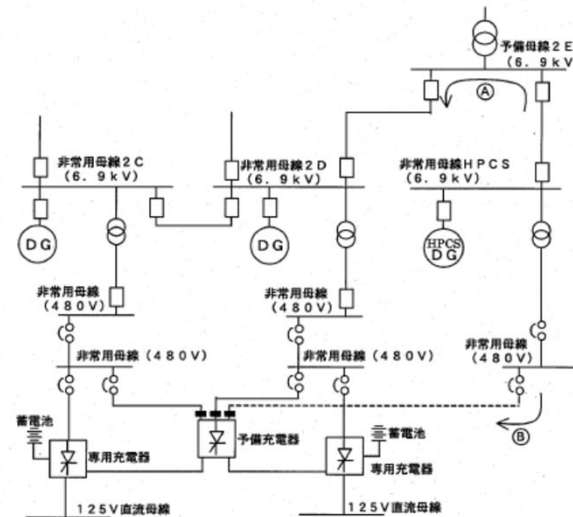 予備母線2E
(6.9kV)
Ⓐ
非常用母線2C
(6.9kV)
非常用母線2D
(6.9kV)
非常用母線HPCS
(6.9kV)
DG
DG
HPCS
DG
非常用母線
(480V)
非常用母線
(480V)
非常用母線(480V)
非常用母線(480V)
非常用母線
(480V)
Ⓑ
蓄電池
専用充電器
予備充電器
蓄電池
専用充電器
125V直流母線
125V直流母線